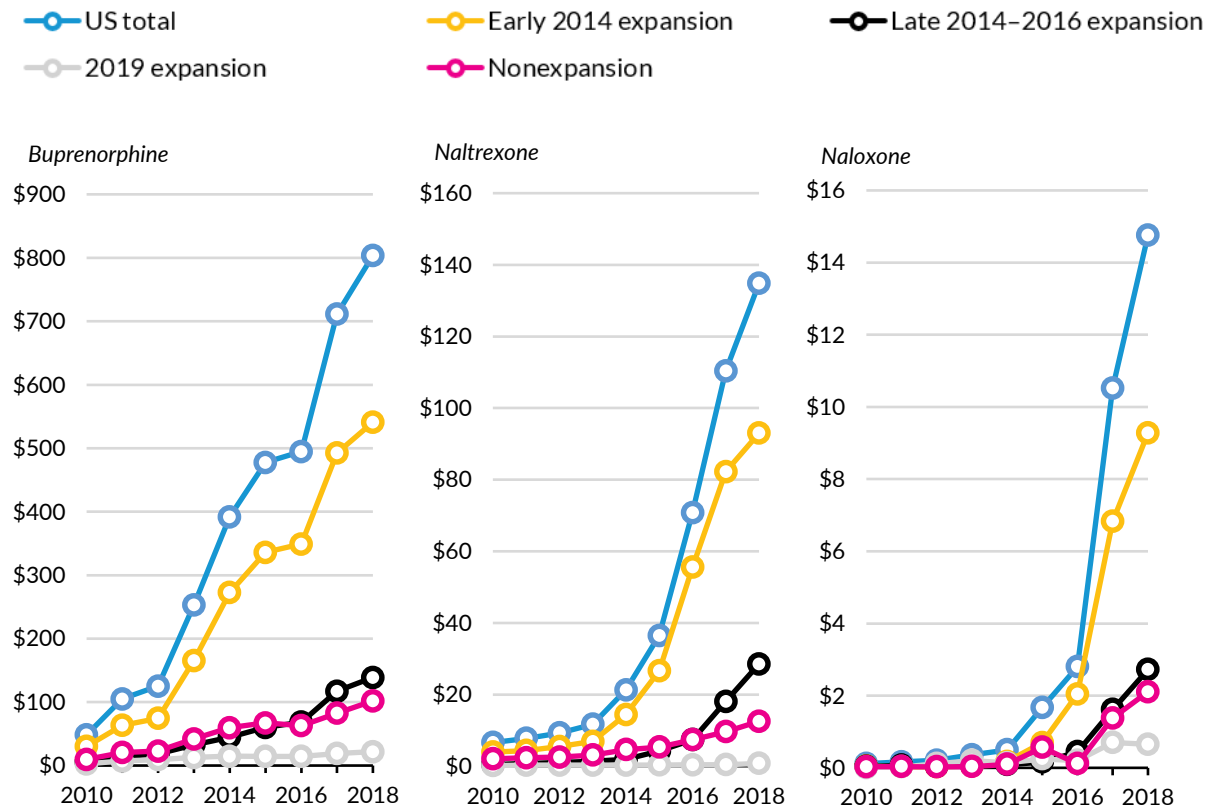 US total
Early 2014 expansion
Late 2014–2016 expansion
2019 expansion
Nonexpansion
Buprenorphine
$900
$800
$700
$600
$500
$400
$300
$200
$100
$0
2010 2012 2014 2016 2018
Naltrexone
$160
$140
$120
$100
$80
$60
$40
$20
$0
2010 2012 2014 2016 2018
Naloxone
$16
$14
$12
$10
$8
$6
$4
$2
$0
2010 2012 2014 2016 2018